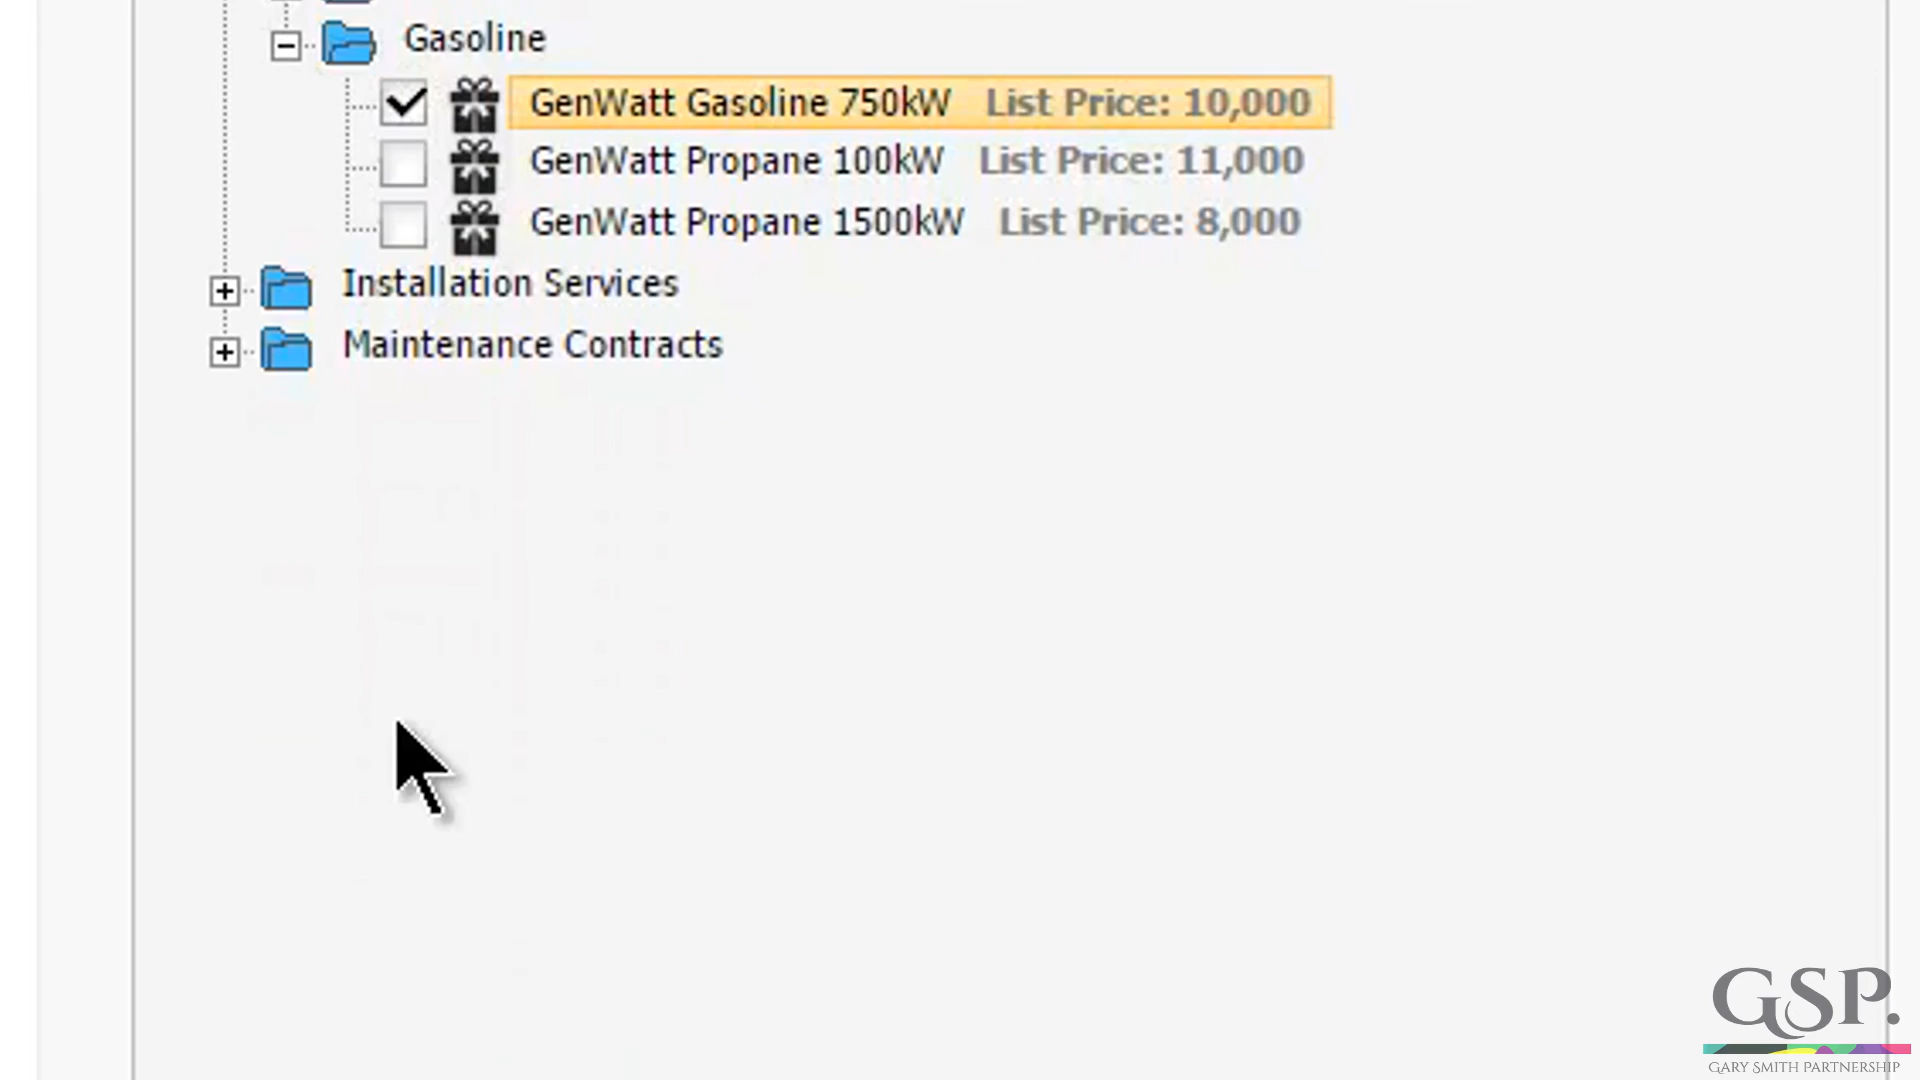 Gasoline
GenWatt Gasoline 750kW List Price: 10,000
GenWatt Propane 100kW List Price: 11,000
GenWatt Propane 1500kW List Price: 8,000
Installation Services
Maintenance Contracts
GSP.
GARY SMITH PARTNERSHIP